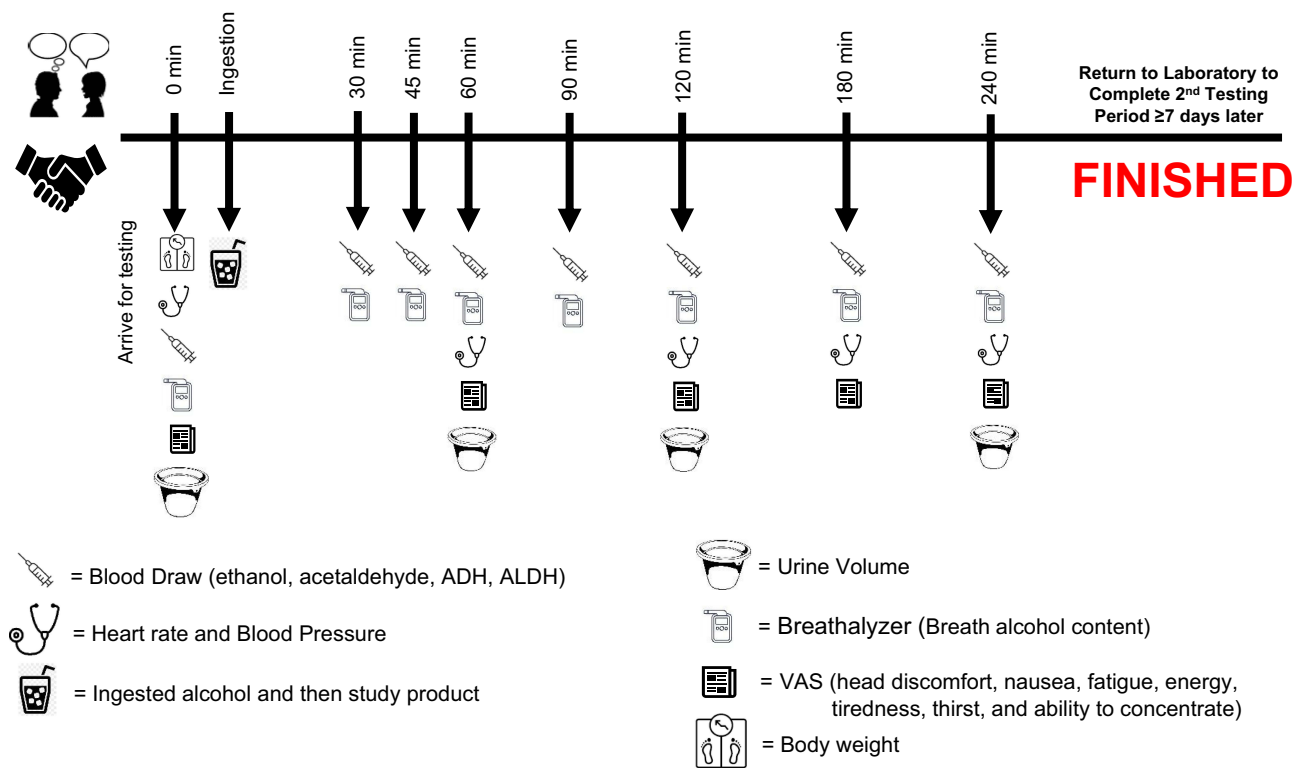 0 min
Ingestion
30 min
45 min
60 min
90 min
120 min
180 min
240 min
Return to Laboratory to
Complete 2nd Testing
Period ≥7 days later
FINISHED
Arrive for testing
= Blood Draw (ethanol, acetaldehyde, ADH, ALDH)
= Heart rate and Blood Pressure
= Ingested alcohol and then study product
= Urine Volume
= Breathalyzer (Breath alcohol content)
= VAS (head discomfort, nausea, fatigue, energy,
tiredness, thirst, and ability to concentrate)
= Body weight